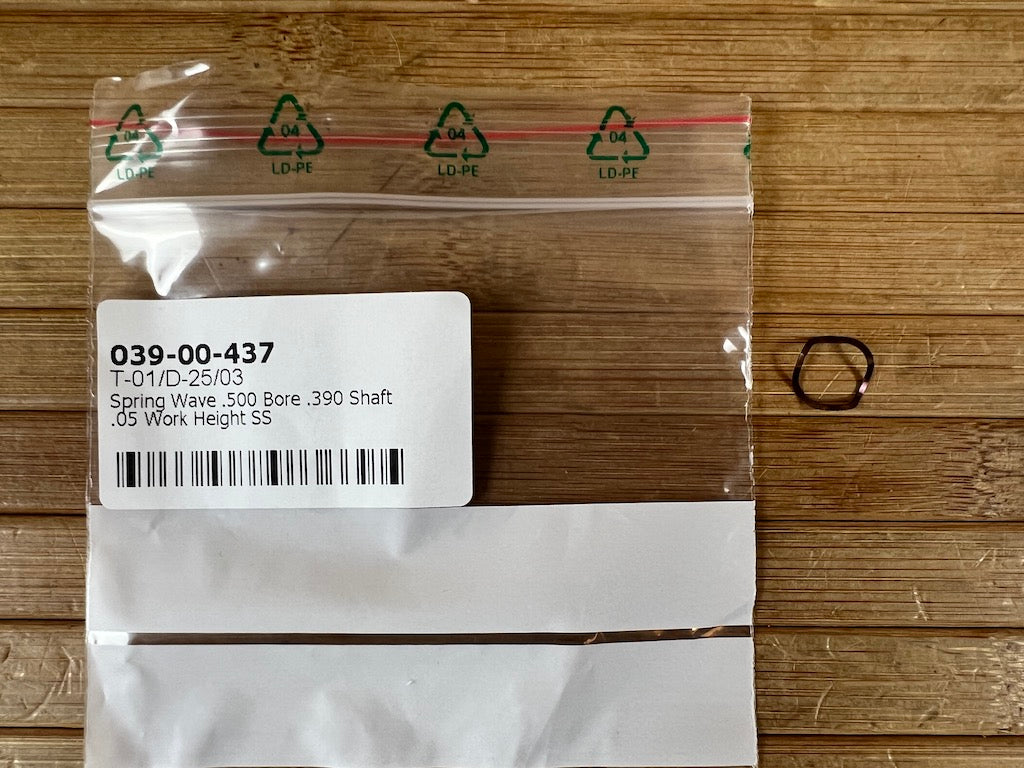 04 04 04 04
LD-PE LD-PE LD-PE LD-PE
039-00-437
T-01/D-25/03
Spring Wave .500 Bore .390 Shaft
.05 Work Height SS